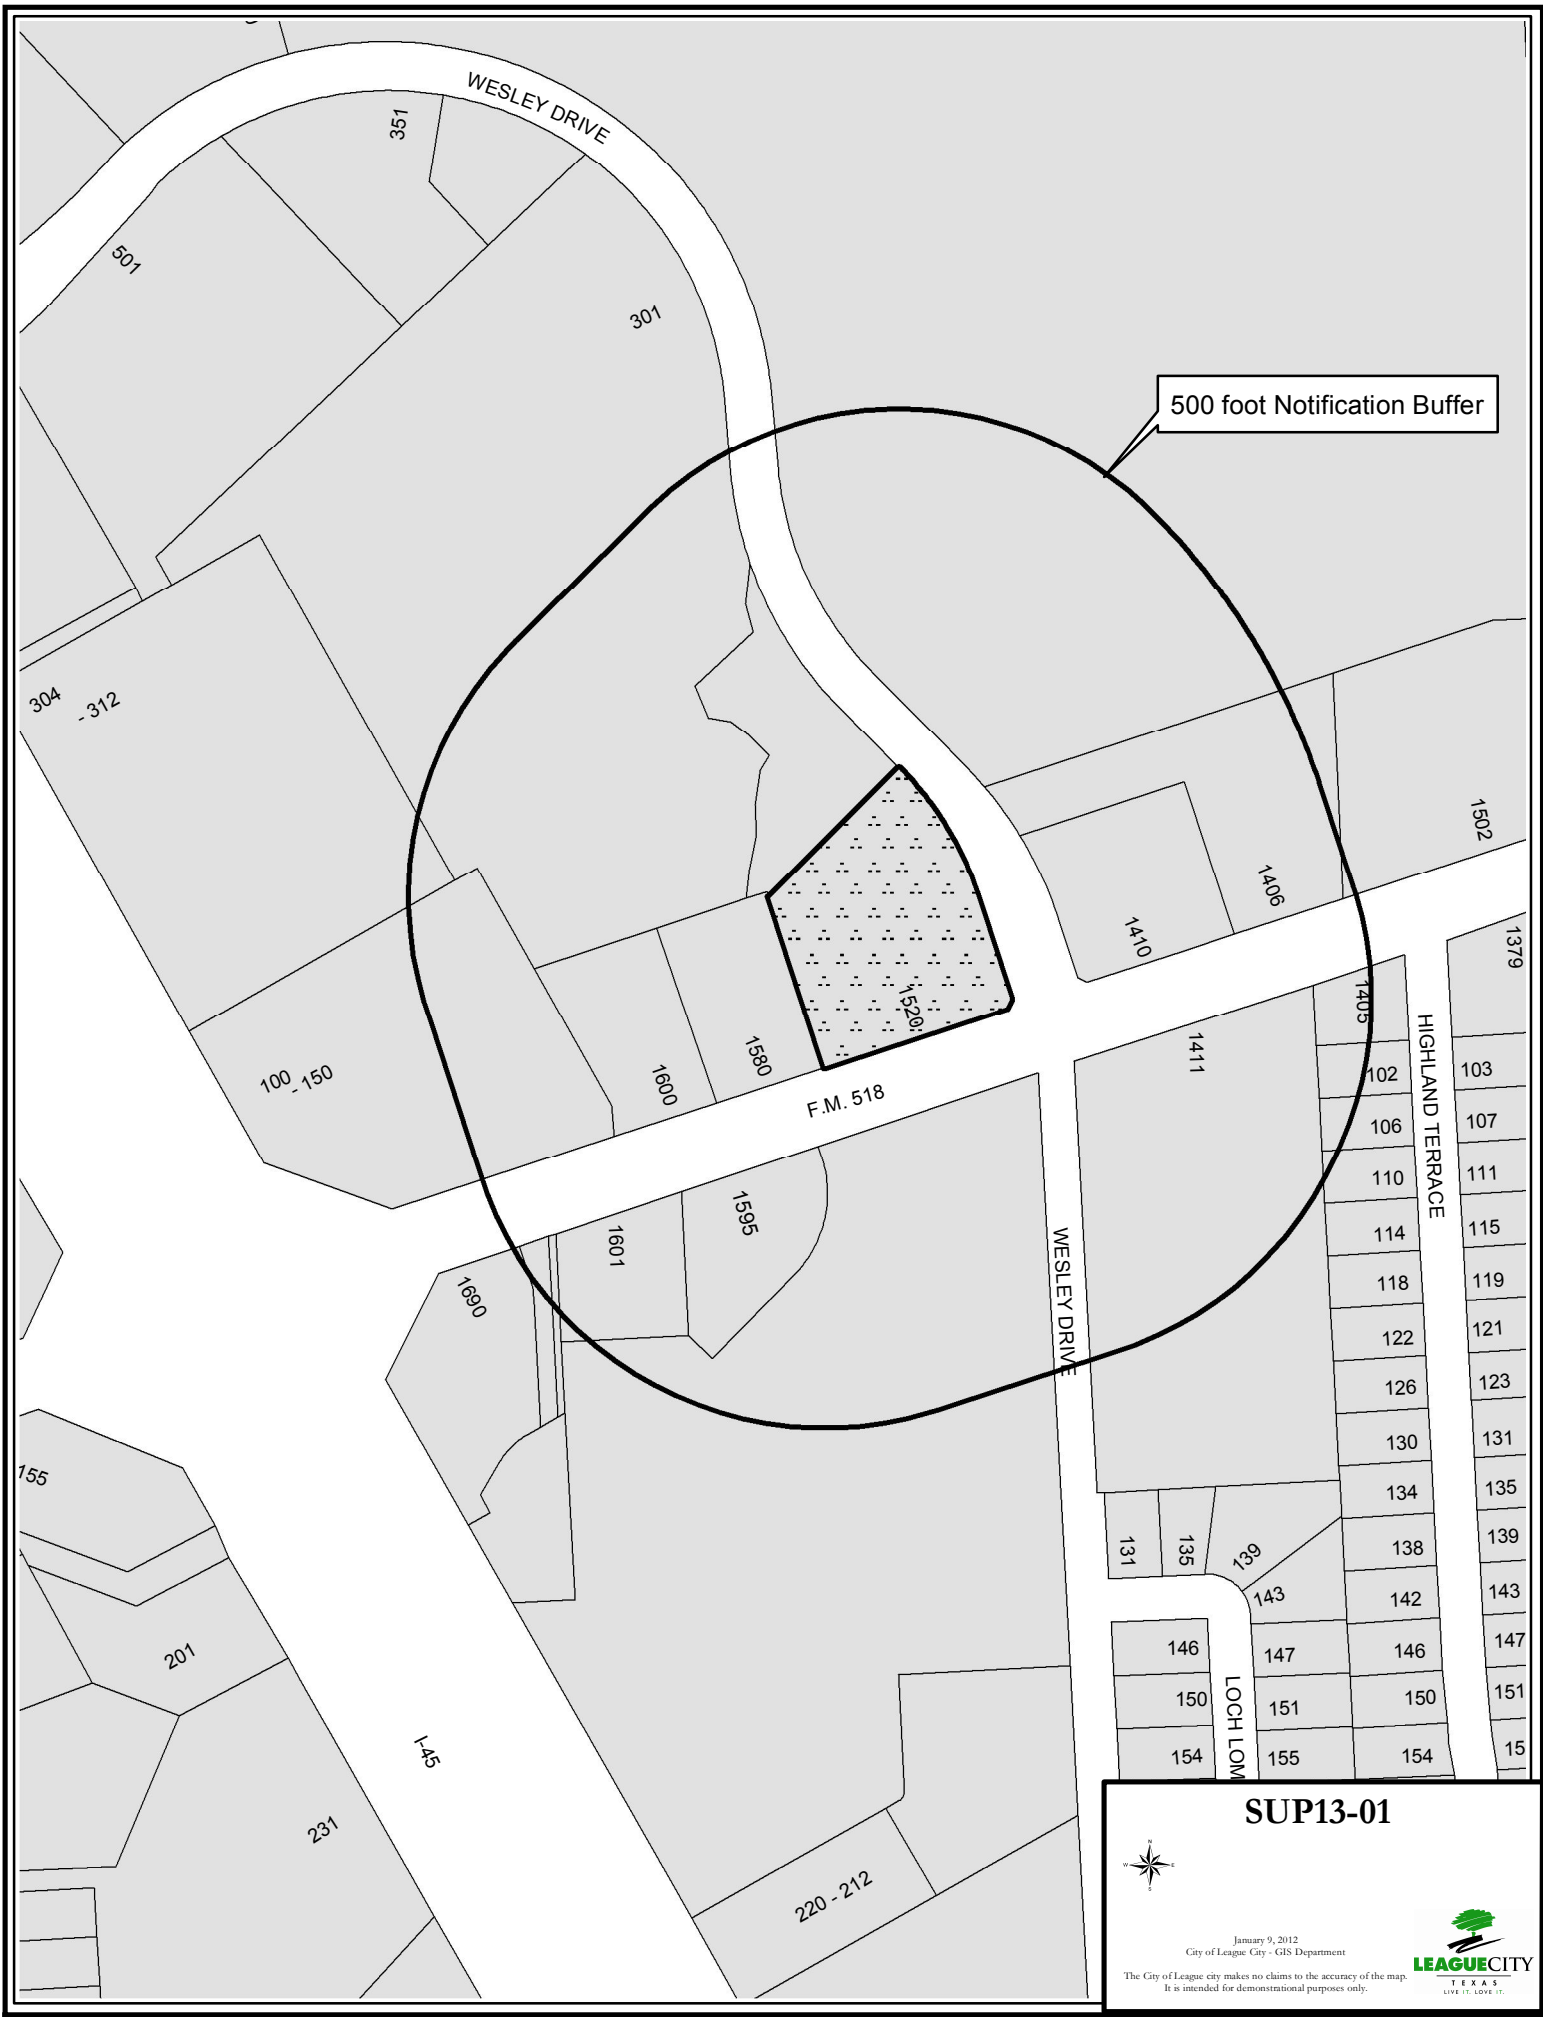 WESLEY DRIVE
351
501
301
500 foot Notification Buffer
304
- 312
1502
1406
1410
1379
1520
1405
1411
1580
1600
100 - 150
F.M. 518
HIGHLAND TERRACE
102
103
106
107
110
111
1595
1601
114
115
WESLEY DRIVE
1690
118
119
122
121
126
123
130
131
155
134
135
131
135
139
138
139
143
142
143
201
146
147
146
147
LOCH LOM
150
151
150
151
I-45
154
155
154
15
231
220 - 212
SUP13-01
N
W
E
S
January 9, 2012
City of League City - GIS Department
The City of League city makes no claims to the accuracy of the map.
It is intended for demonstrational purposes only.
LEAGUECITY
TEXAS
LIVE IT. LOVE IT.